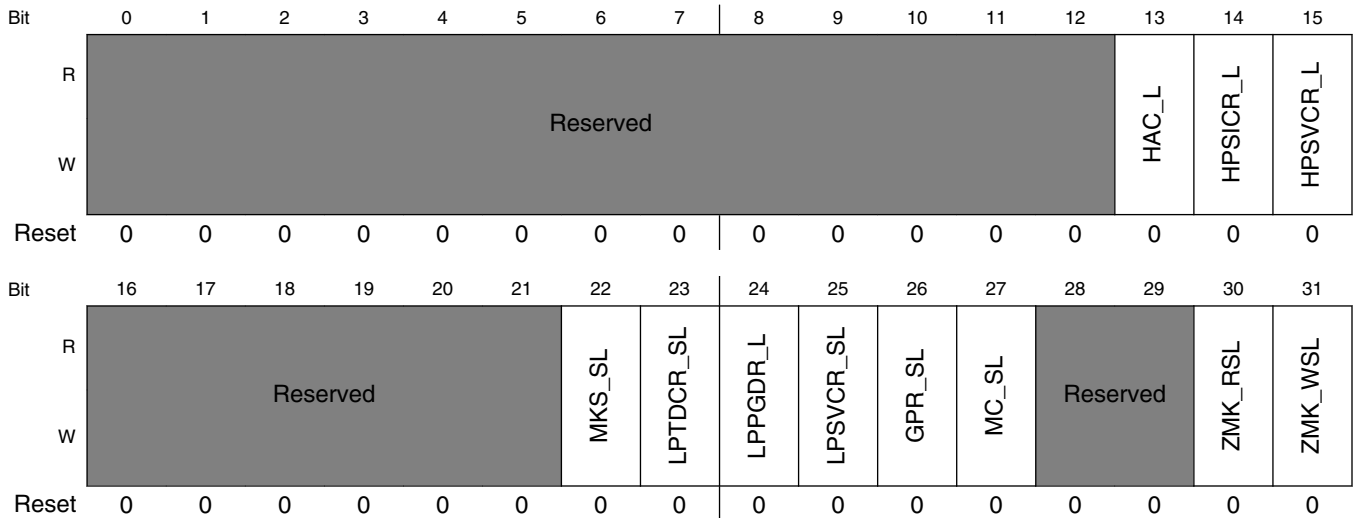 Bit 0 1 2 3 4 5 6 7 8 9 10 11 12 13 14 15
R
W
Reserved
HAC_L
HPSICR_L
HPSVCR_L
Reset 0 0 0 0 0 0 0 0 0 0 0 0 0 0 0 0
Bit 16 17 18 19 20 21 22 23 24 25 26 27 28 29 30 31
R
W
Reserved
MKS_SL
LPTDCR_SL
LPPGDR_L
LPSVCR_SL
GPR_SL
MC_SL
Reserved
ZMK_RSL
ZMK_WSL
Reset 0 0 0 0 0 0 0 0 0 0 0 0 0 0 0 0